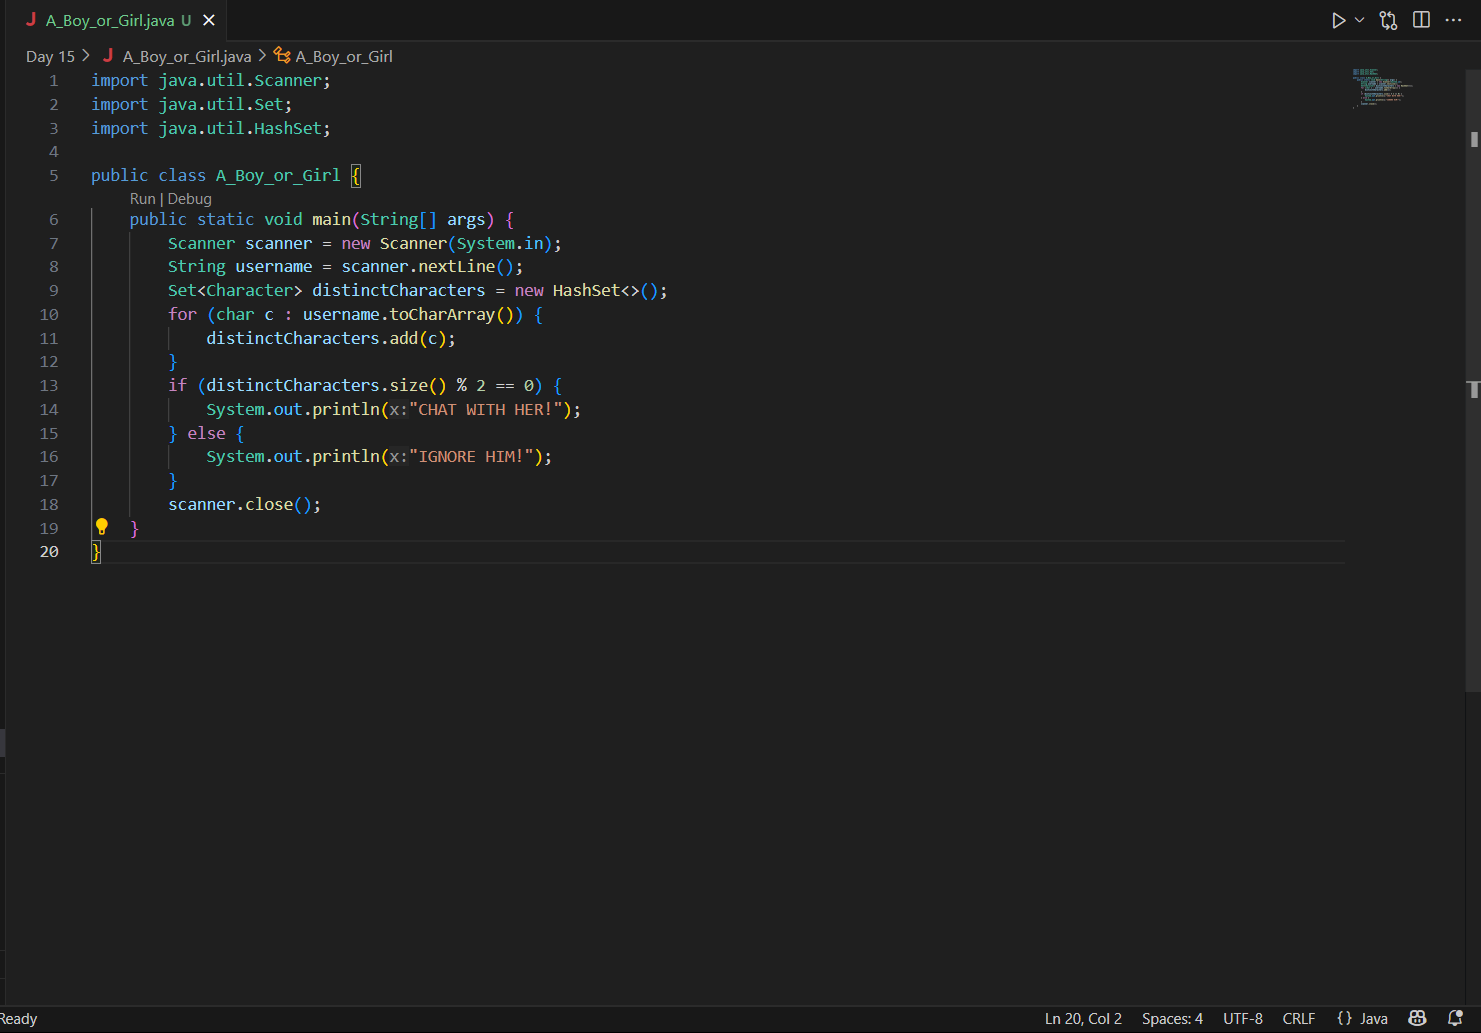 J A_Boy_or_Girl.java U
Day 15 > J A_Boy_or_Girl.java > A_Boy_or_Girl
1 import java.util.Scanner;
2 import java.util.Set;
3 import java.util.HashSet;
4
5 public class A_Boy_or_Girl {
Run | Debug
6 public static void main(String[] args) {
7 Scanner scanner = new Scanner(System.in);
8 String username = scanner.nextLine();
9 Set<Character> distinctCharacters = new HashSet<>();
10 for (char c : username.toCharArray()) {
11 distinctCharacters.add(c);
12 }
13 if (distinctCharacters.size() % 2 == 0) {
14 System.out.println(x:"CHAT WITH HER!");
15 } else {
16 System.out.println(x:"IGNORE HIM!");
17 }
18 scanner.close();
19 }
20 }
Ready
Ln 20, Col 2 Spaces: 4 UTF-8 CRLF {} Java